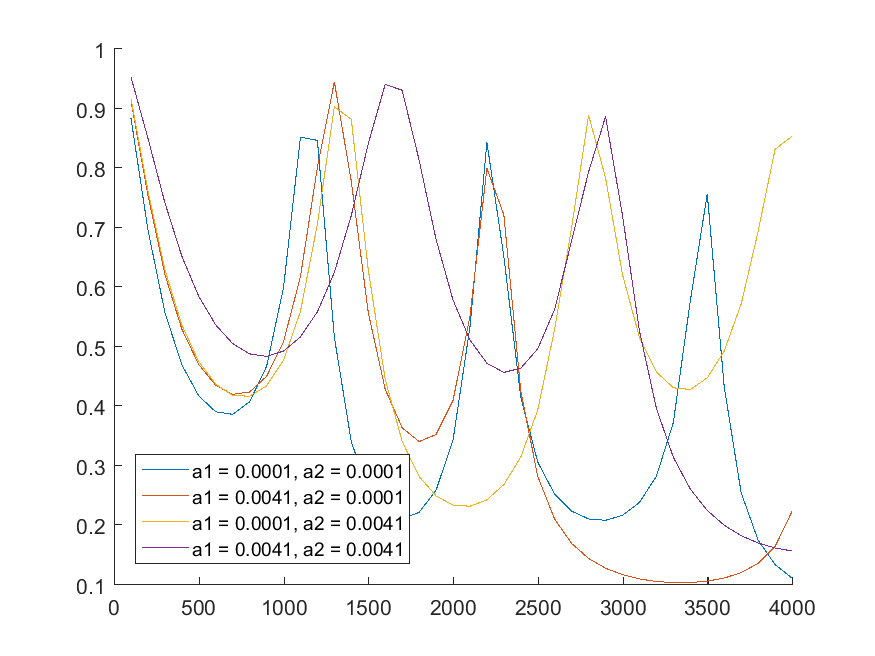 1
0.9
0.8
0.7
0.6
0.5
0.4
0.3
0.2
0.1
a1 = 0.0001, a2 = 0.0001
a1 = 0.0041, a2 = 0.0001
a1 = 0.0001, a2 = 0.0041
a1 = 0.0041, a2 = 0.0041
0 500 1000 1500 2000 2500 3000 3500 4000